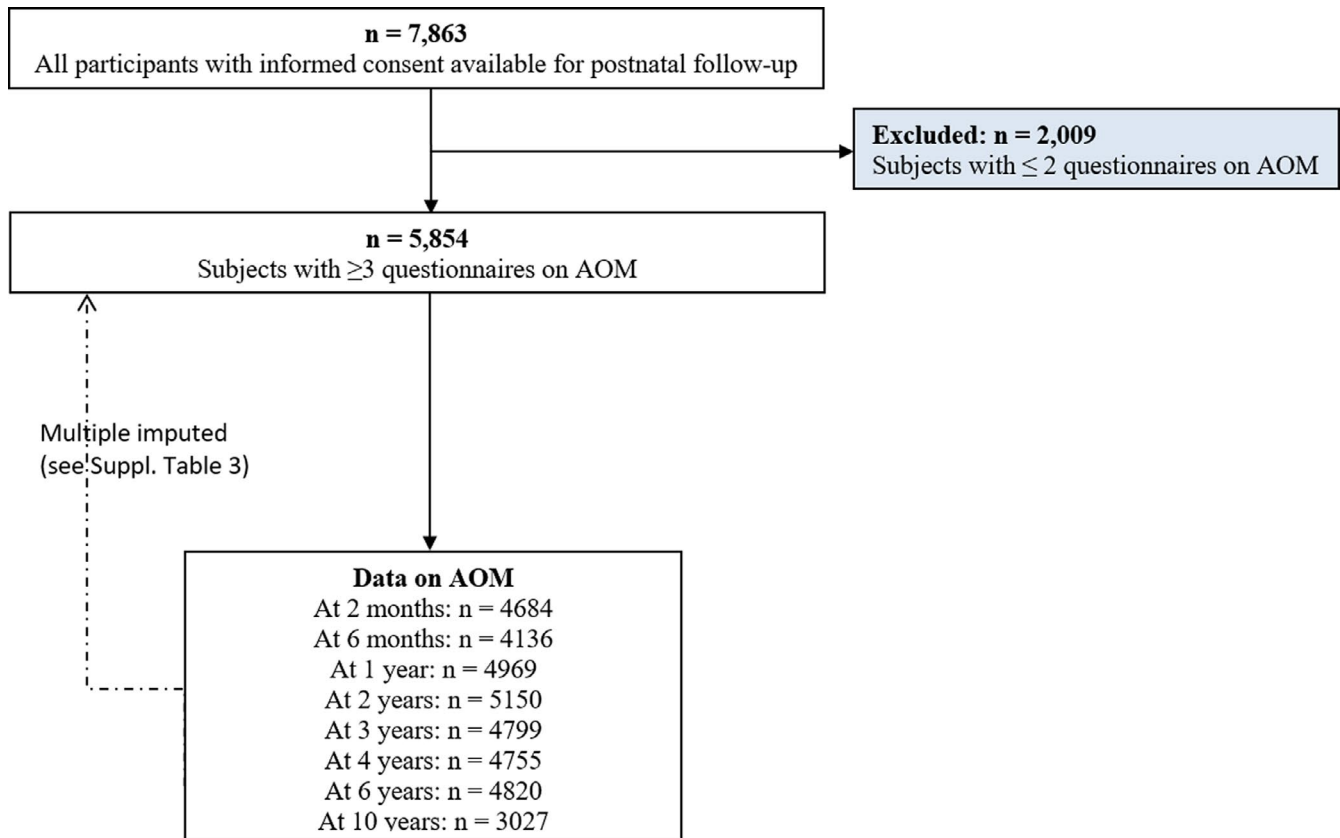 n = 7,863
All participants with informed consent available for postnatal follow-up
Excluded: n = 2,009
Subjects with ≤ 2 questionnaires on AOM
n = 5,854
Subjects with ≥3 questionnaires on AOM
Multiple imputed
(see Suppl. Table 3)
Data on AOM
At 2 months: n = 4684
At 6 months: n = 4136
At 1 year: n = 4969
At 2 years: n = 5150
At 3 years: n = 4799
At 4 years: n = 4755
At 6 years: n = 4820
At 10 years: n = 3027